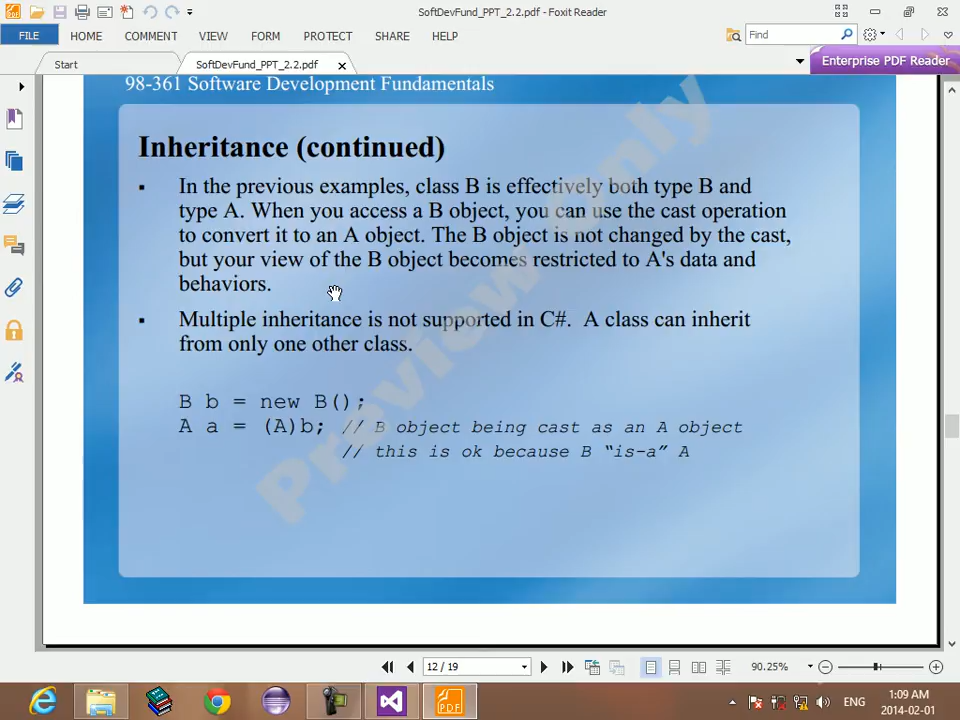 SoftDevFund_PPT_2.2.pdf - Foxit Reader
FILE HOME COMMENT VIEW FORM PROTECT SHARE HELP Find
Start SoftDevFund_PPT_2.2.pdf Enterprise PDF Reader
98-361 Software Development Fundamentals
Inheritance (continued)
▪ In the previous examples, class B is effectively both type B and
type A. When you access a B object, you can use the cast operation
to convert it to an A object. The B object is not changed by the cast,
but your view of the B object becomes restricted to A's data and
behaviors.
▪ Multiple inheritance is not supported in C#. A class can inherit
from only one other class.
B b = new B();
A a = (A)b; // B object being cast as an A object
// this is ok because B “is-a” A
Preview Only
12 / 19 90.25%
PDF ENG 1:09 AM
2014-02-01